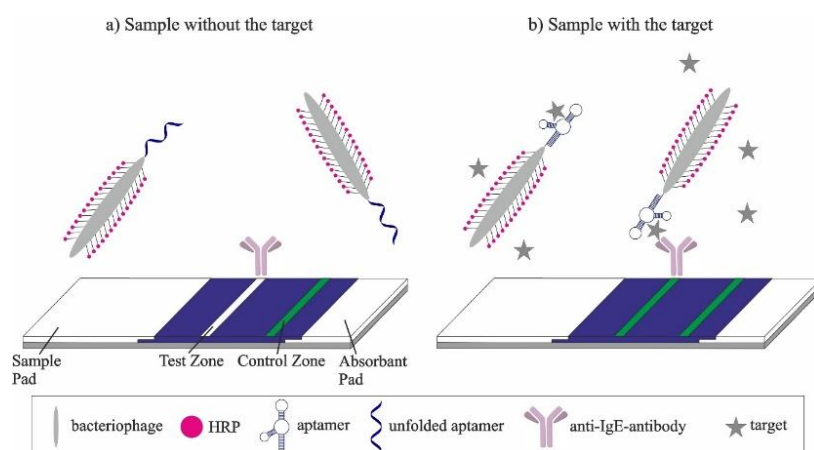 a) Sample without the target
b) Sample with the target
Sample
Pad
Test Zone
Control Zone
Absorbant
Pad
bacteriophage
HRP
aptamer
unfolded aptamer
anti-IgE-antibody
target